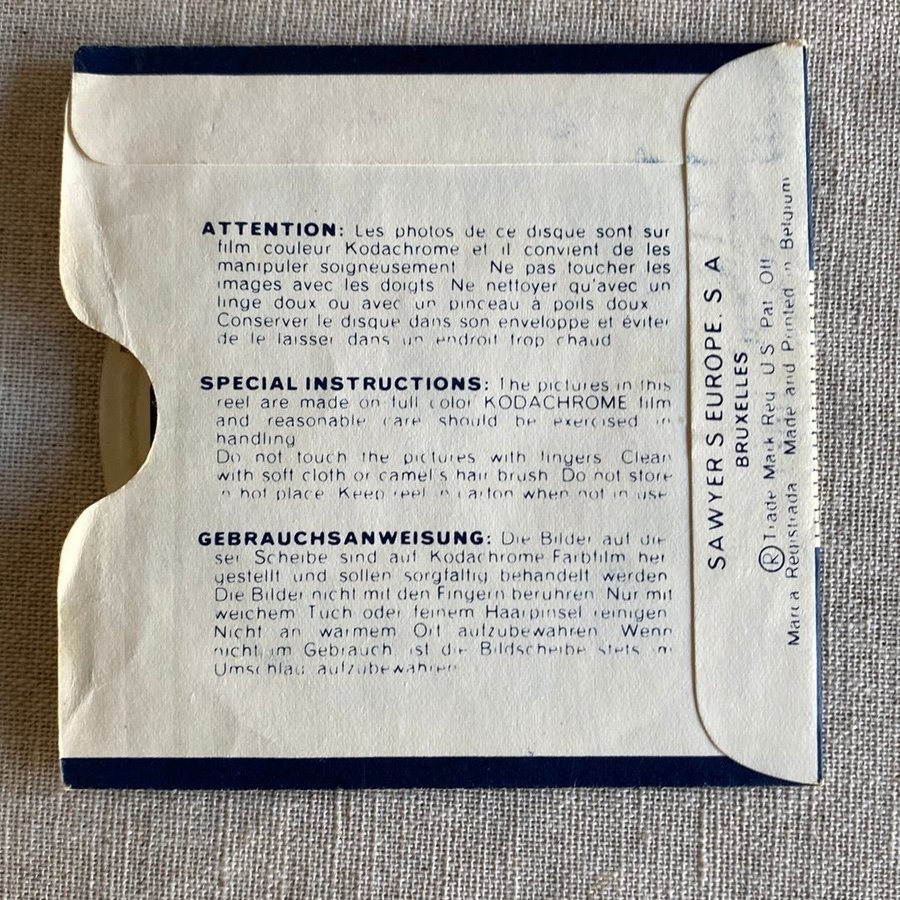 ATTENTION: Les photos de ce disque sont sur
film couleur Kodachrome et il convient de les
manipuler soigneusement Ne pas toucher les
images avec les doigts Ne nettoyer qu'avec un
linge doux ou avec un pinceau à poils doux
Conserver le disque dans son enveloppe et éviter
de le laisser dans un endroit trop chaud
SPECIAL INSTRUCTIONS: The pictures in this
reel are made on full color KODACHROME film
and reasonable care should be exercised in
handling
Do not touch the pictures with fingers Clean
with soft cloth or camel's hair brush Do not store
in hot place Keep reel in carton when not in use
GEBRAUCHSANWEISUNG: Die Bilder auf die-
ser Scheibe sind auf Kodachrome-Farbfilm her
gestellt und sollen sorgfaltig behandelt werden
Die Bilder nicht mit den Fingern beruhren Nur mit
weichem Tuch oder feinem Haarpinsel reinigen
Nicht an warmem Ort aufzubewahren Wenn
nicht im Gebrauch ist die Bildscheibe stets im
Umschlag aufzubewahren
SAWYER'S EUROPE. S A
BRUXELLES
® Trade Mark Reg U S Pat Off
Marca Registrada Made and Printed in Belgium